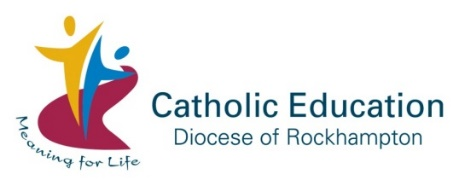 Catholic Education
Diocese of Rockhampton
Meaning for Life